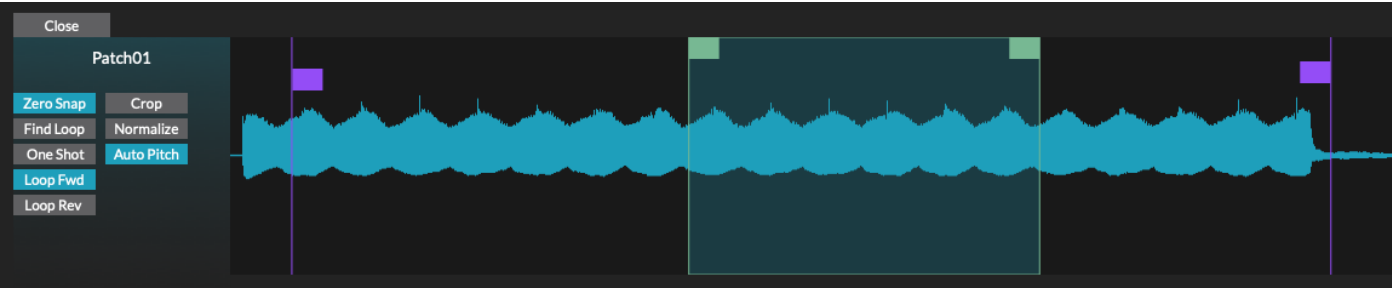 Close
Patch01
Zero Snap Crop
Find Loop Normalize
One Shot Auto Pitch
Loop Fwd
Loop Rev